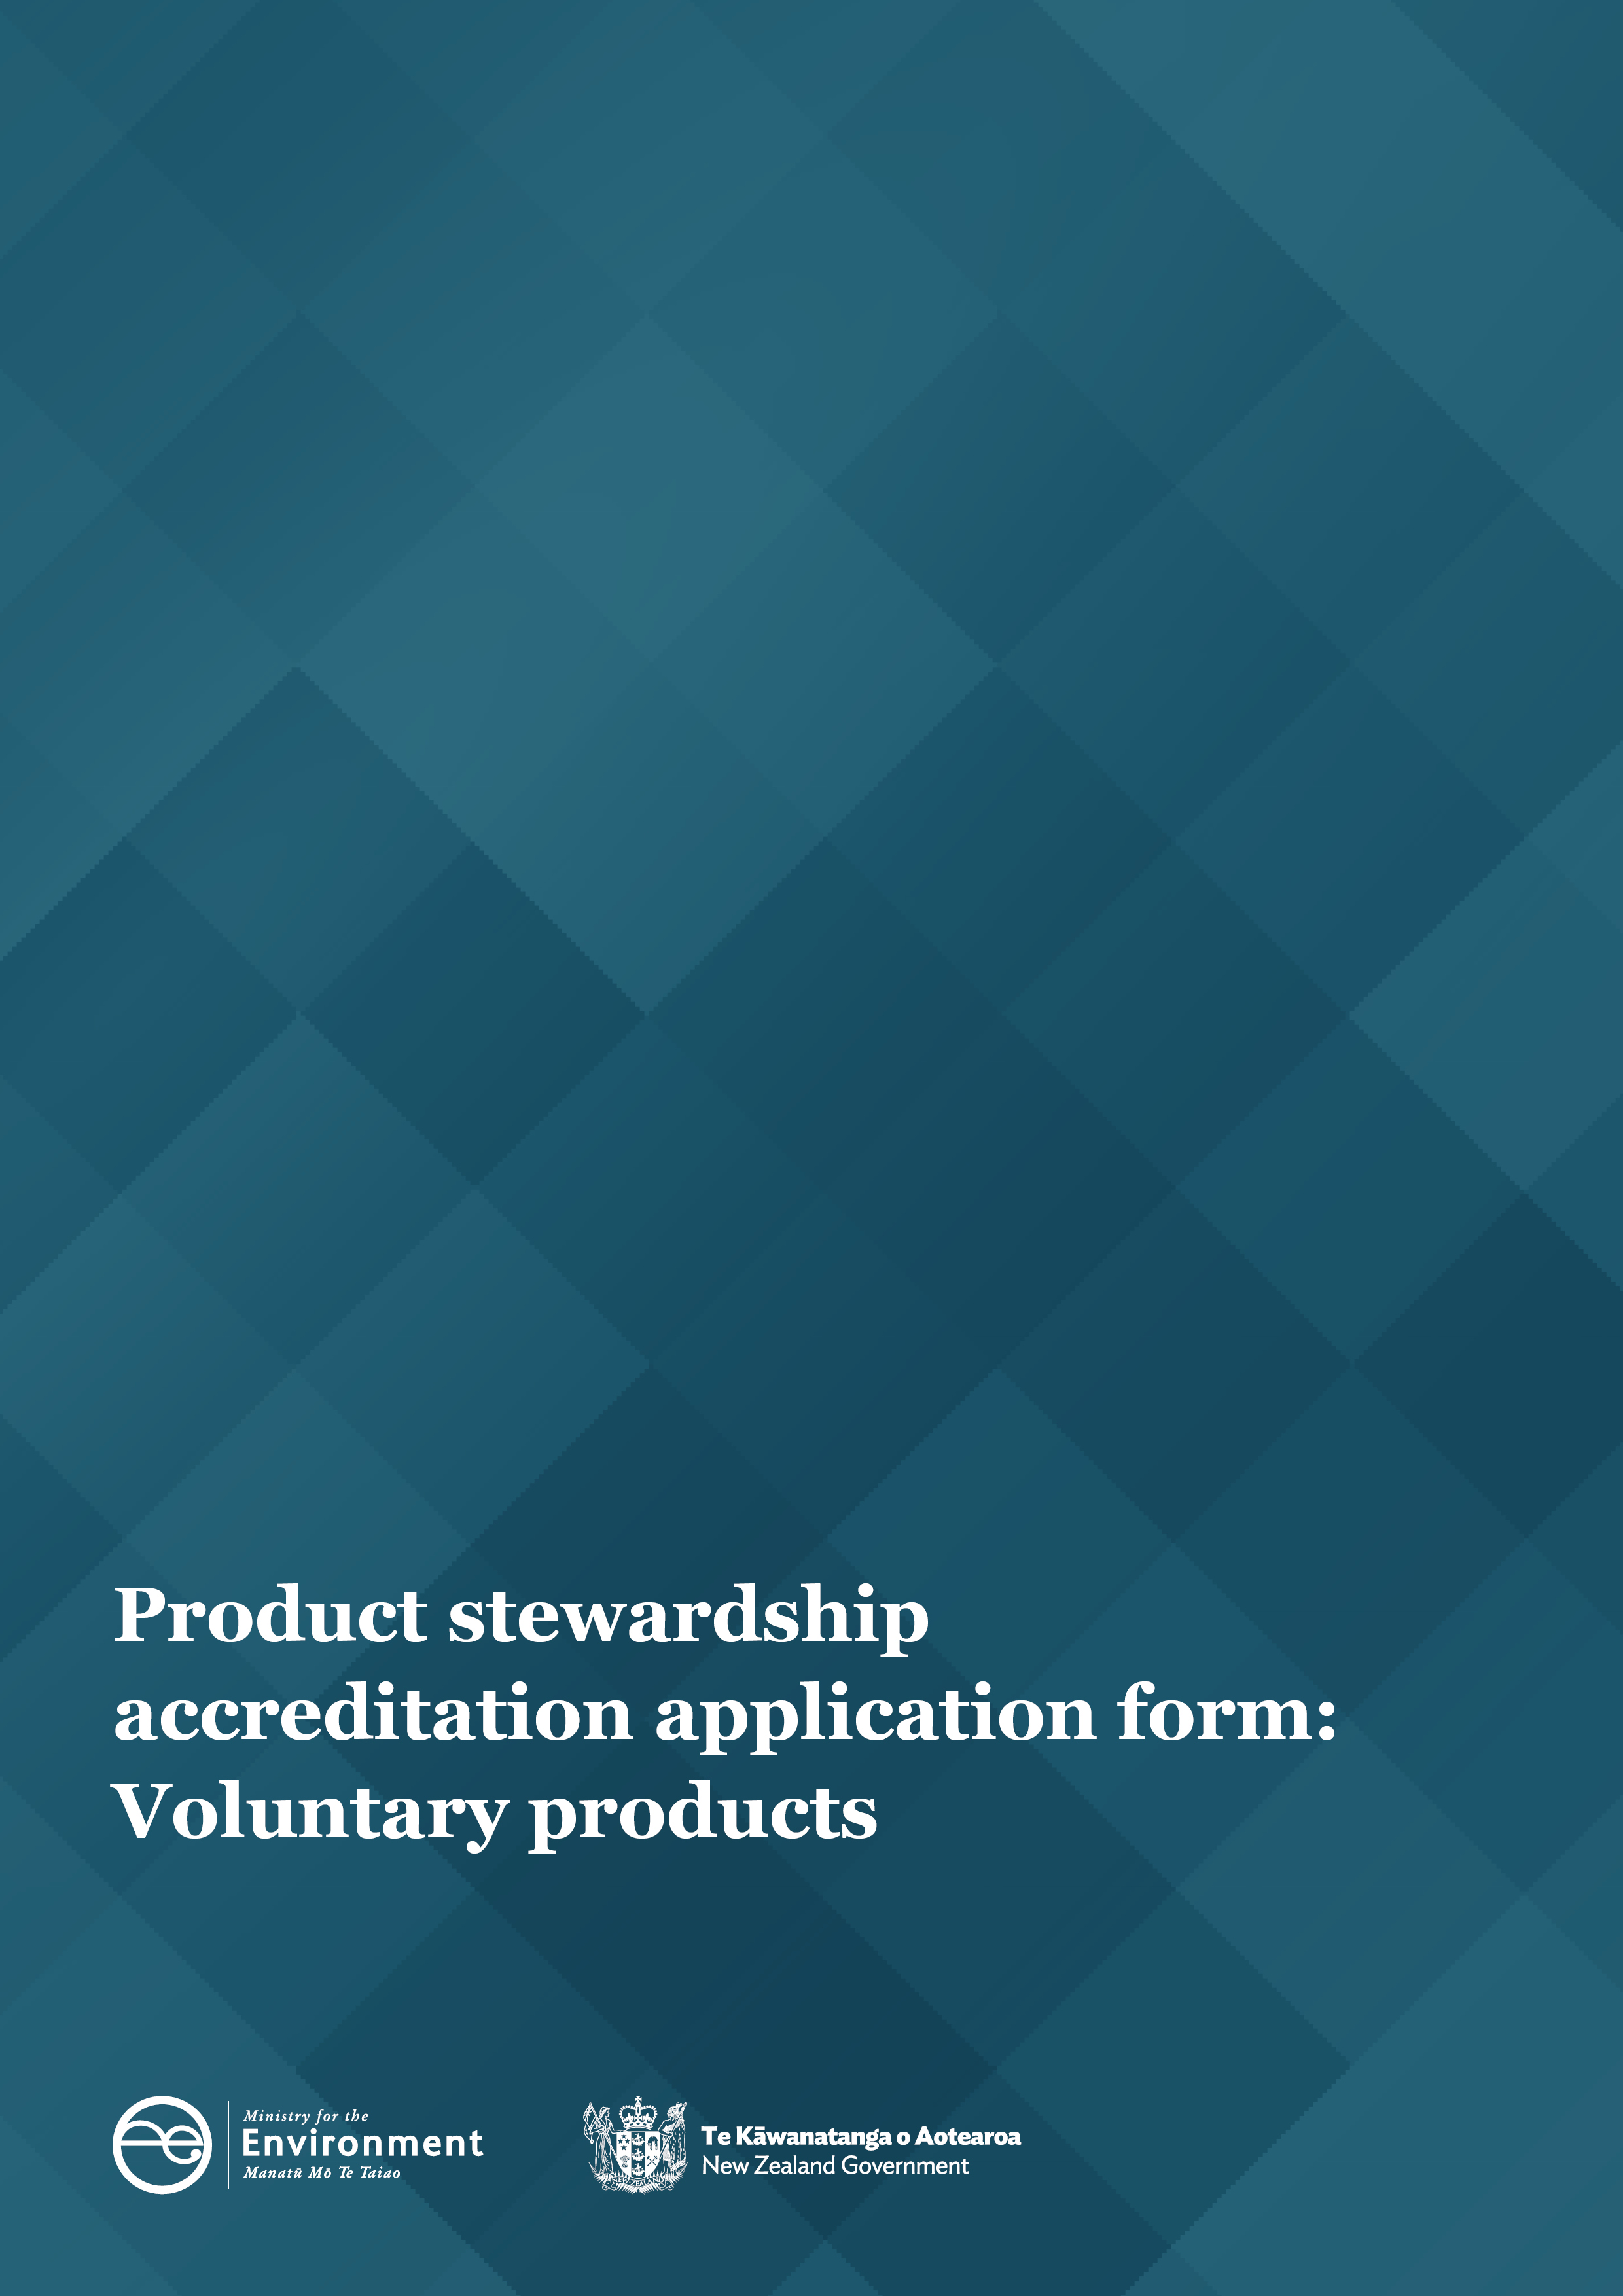 Product stewardship
accreditation application form:
Voluntary products
Ministry for the
Environment
Manatū Mō Te Taiao
Te Kāwanatanga o Aotearoa
New Zealand Government